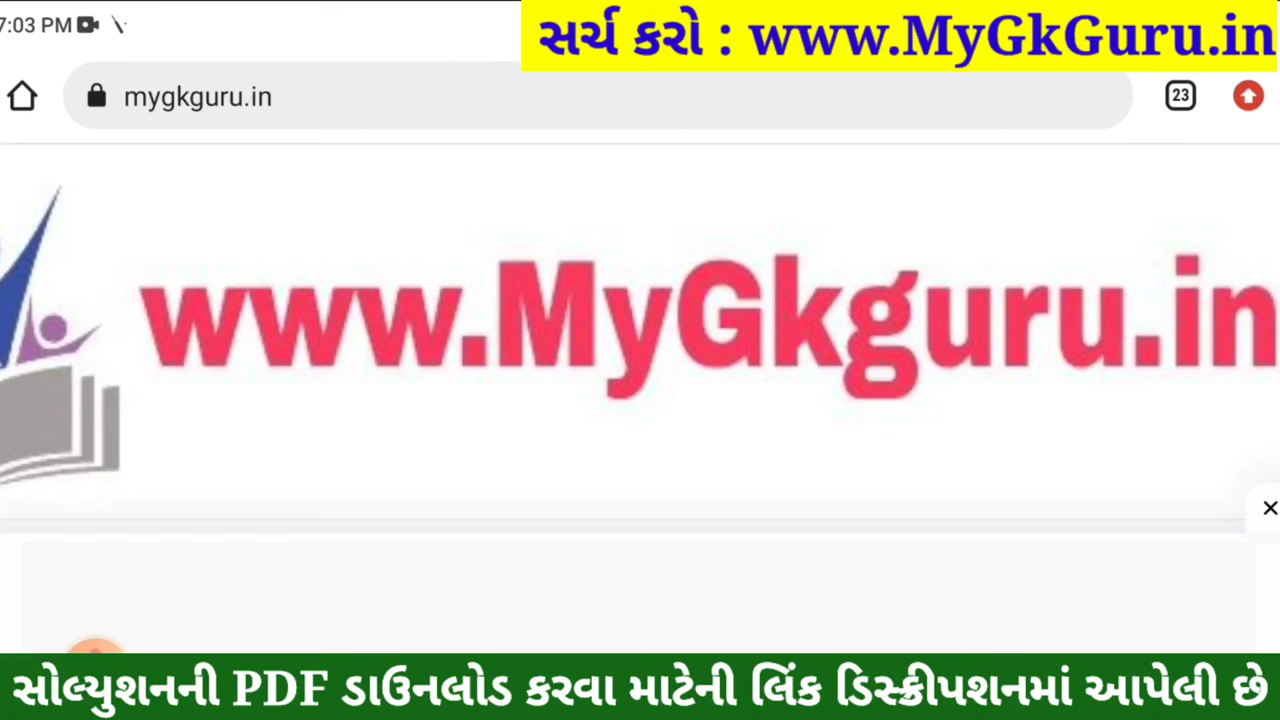 7:03 PM
સર્ચ કરો : www.MyGkGuru.in
mygkguru.in
23
www.MyGkguru.in
સોલ્યુશનની PDF ડાઉનલોડ કરવા માટેની લિંક ડિસ્ક્રીપશનમાં આપેલી છે